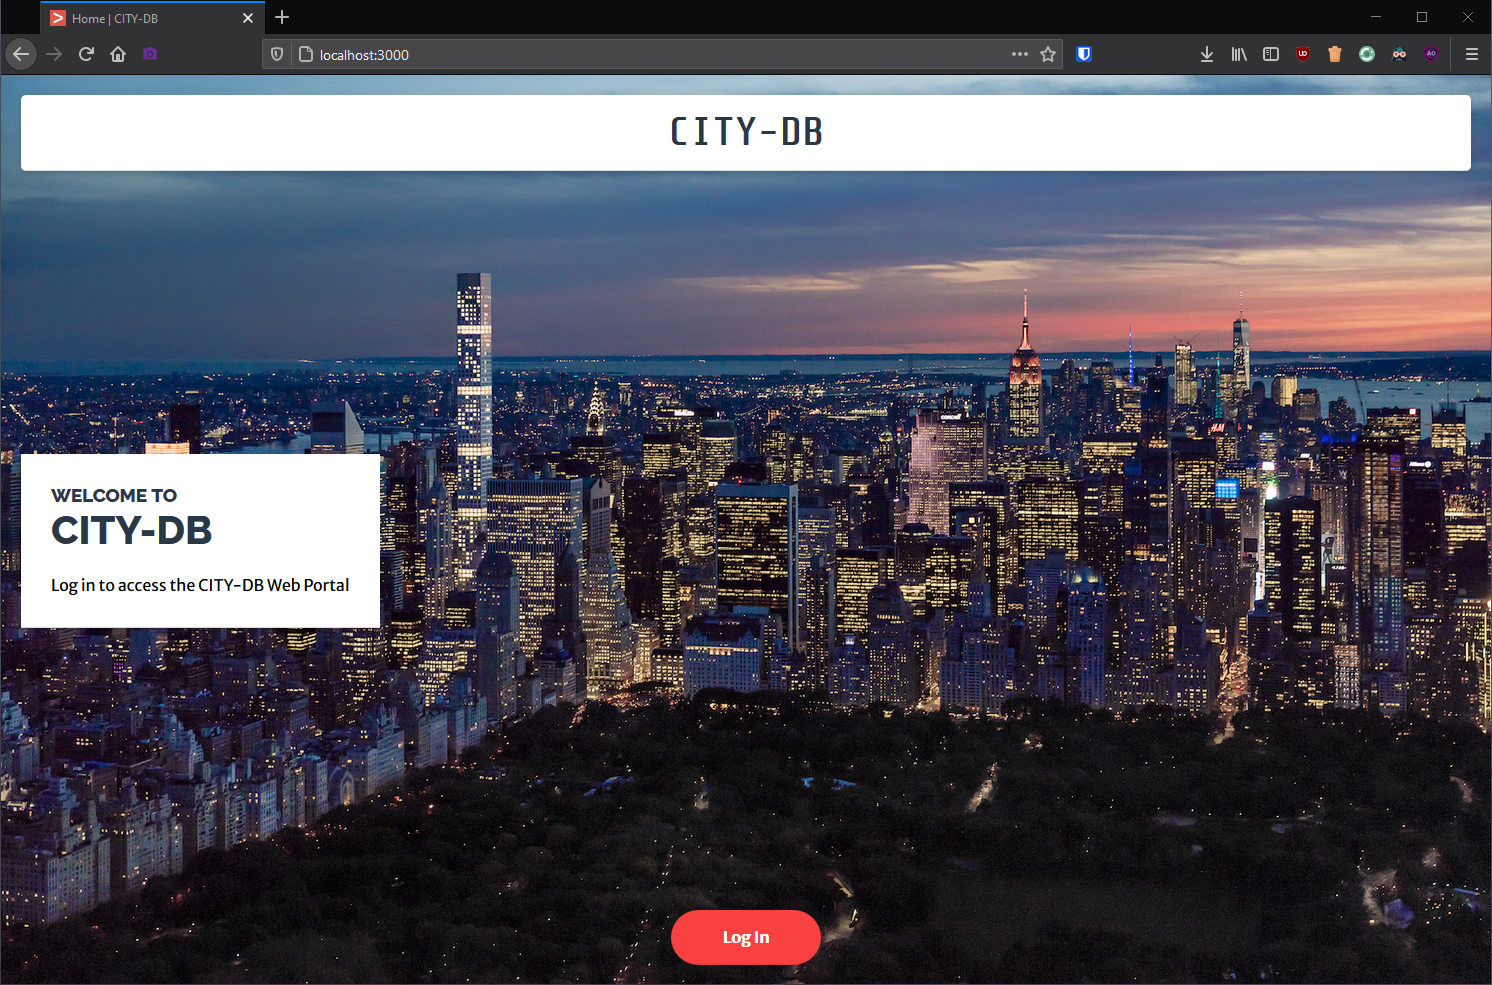 Home | CITY-DB
localhost:3000
CITY-DB
WELCOME TO
CITY-DB
Log in to access the CITY-DB Web Portal
Log In